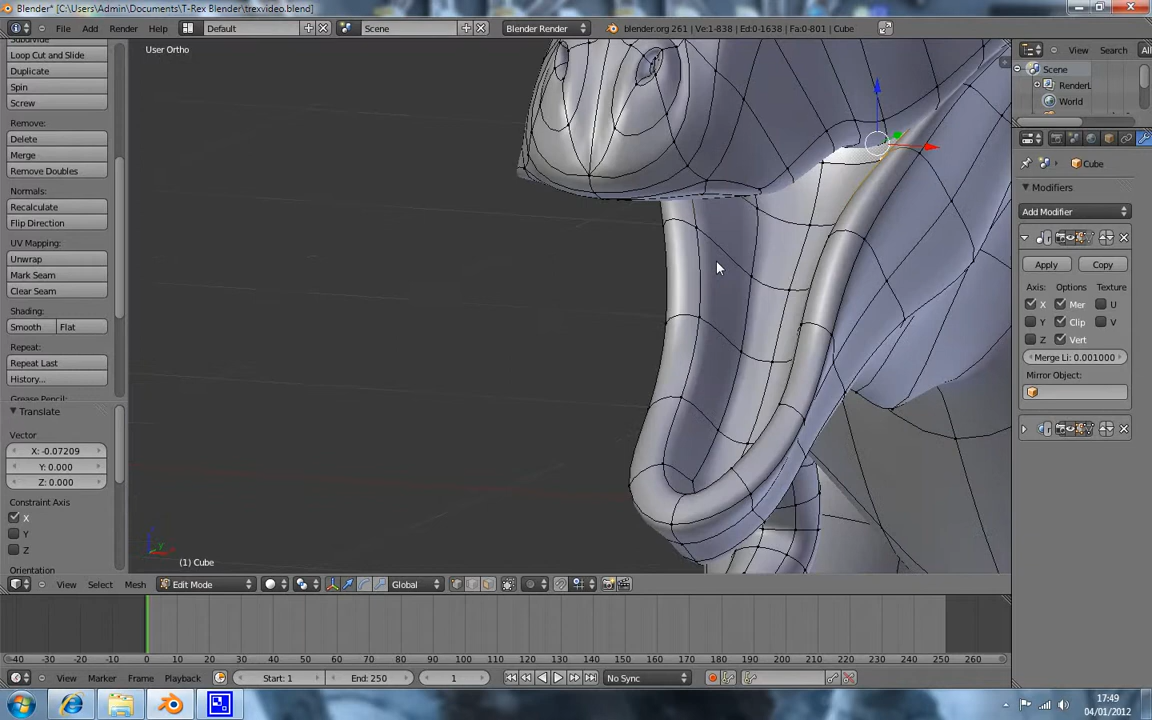 Blender* [C:\Users\Admin\Documents\T-Rex Blender\trexvideo.blend]
File Add Render Help Default Scene Blender Render blender.org 261 | Ve:1-838 | Ed:0-1638 | Fa:0-801 | Cube
Subdivide
Loop Cut and Slide
Duplicate
Spin
Screw
Remove:
Delete
Merge
Remove Doubles
Normals:
Recalculate
Flip Direction
UV Mapping:
Unwrap
Mark Seam
Clear Seam
Shading:
Smooth Flat
Repeat:
Repeat Last
History...
Grease Pencil:
Translate
Vector
X: -0.07209
Y: 0.000
Z: 0.000
Constraint Axis
X
Y
Z
Orientation
User Ortho
(1) Cube
View Search All
Scene
RenderL
World
Cube
Modifiers
Add Modifier
Apply Copy
Axis: Options Texture
X Mer U
Y Clip V
Z Vert
Merge Li: 0.001000
Mirror Object:
View Select Mesh Edit Mode Global
-40 -30 -20 -10 0 10 20 30 40 50 60 70 80 90 100 110 120 130 140 150 160 170 180 190 200 210 220 230 240 250 260
View Marker Frame Playback Start: 1 End: 250 1 No Sync
17:49
04/01/2012